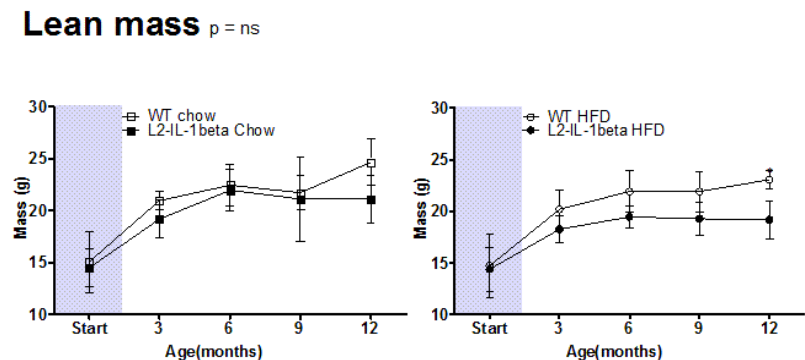 Lean mass p = ns
30
25
20
15
10
Mass (g)
WT chow
L2-IL-1beta Chow
Start 3 6 9 12
Age(months)
30
25
20
15
10
Mass (g)
WT HFD
L2-IL-1beta HFD
Start 3 6 9 12
Age(months)